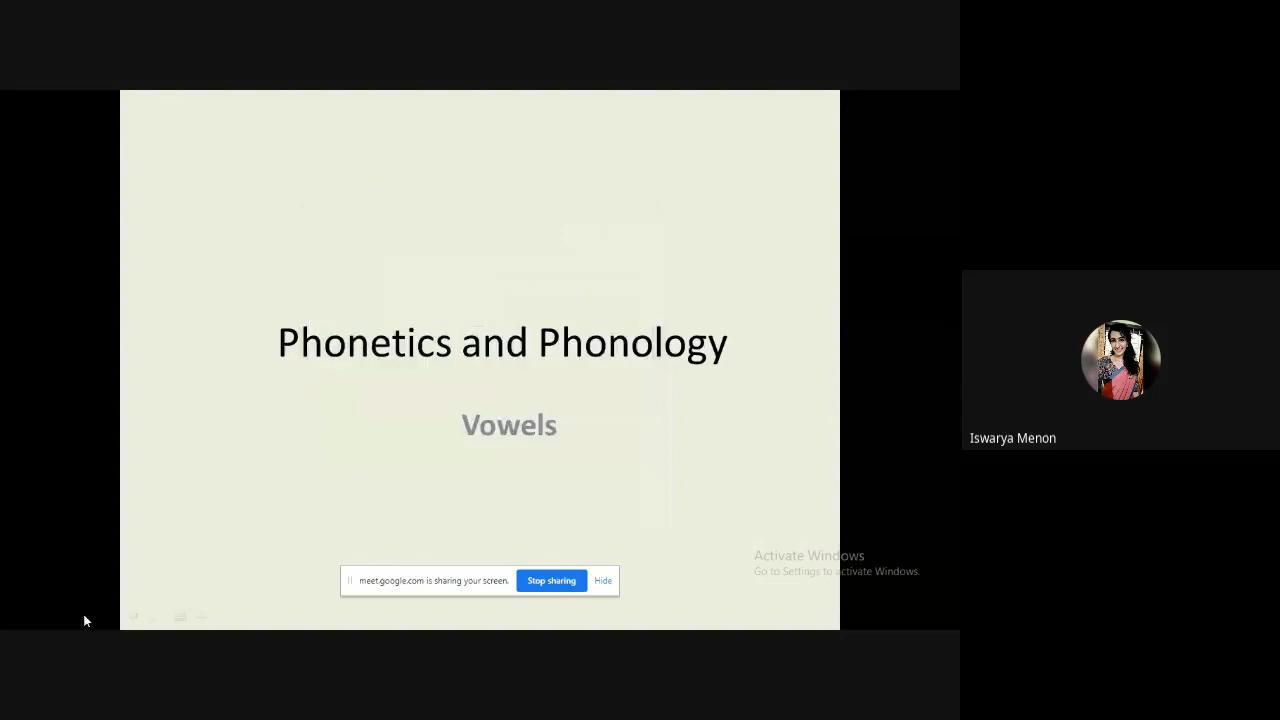 Phonetics and Phonology
Vowels
Iswarya Menon
Activate Windows
Go to Settings to activate Windows.
meet.google.com is sharing your screen. Stop sharing Hide